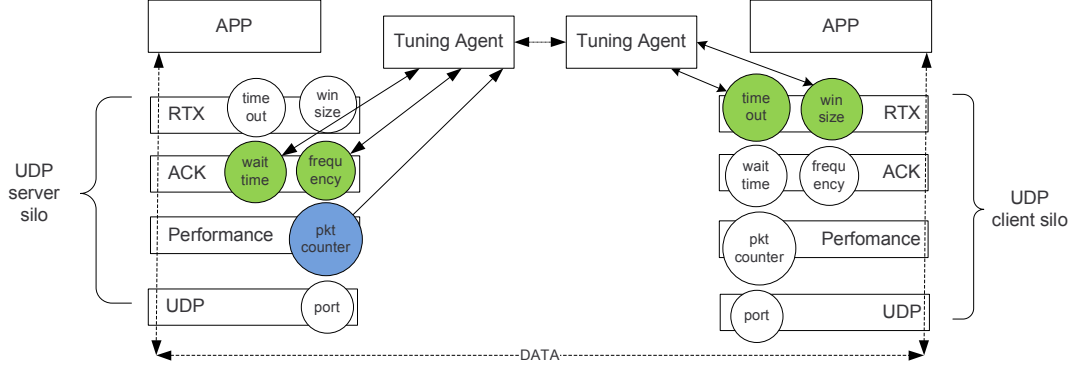 APP
Tuning Agent
Tuning Agent
APP
UDP
server
silo
RTX
time
out
win
size
ACK
wait
time
frequ
ency
Performance
pkt
counter
UDP
port
time
out
win
size
RTX
wait
time
frequ
ency
ACK
pkt
counter
Perfomance
port
UDP
UDP
client silo
DATA